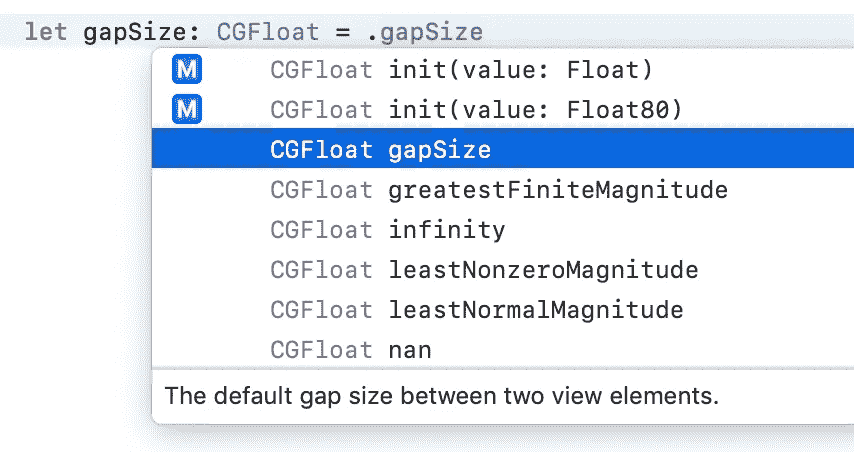 let gapSize: CGFloat = .gapSize
M CGFloat init(value: Float)
M CGFloat init(value: Float80)
CGFloat gapSize
CGFloat greatestFiniteMagnitude
CGFloat infinity
CGFloat leastNonzeroMagnitude
CGFloat leastNormalMagnitude
CGFloat nan
The default gap size between two view elements.